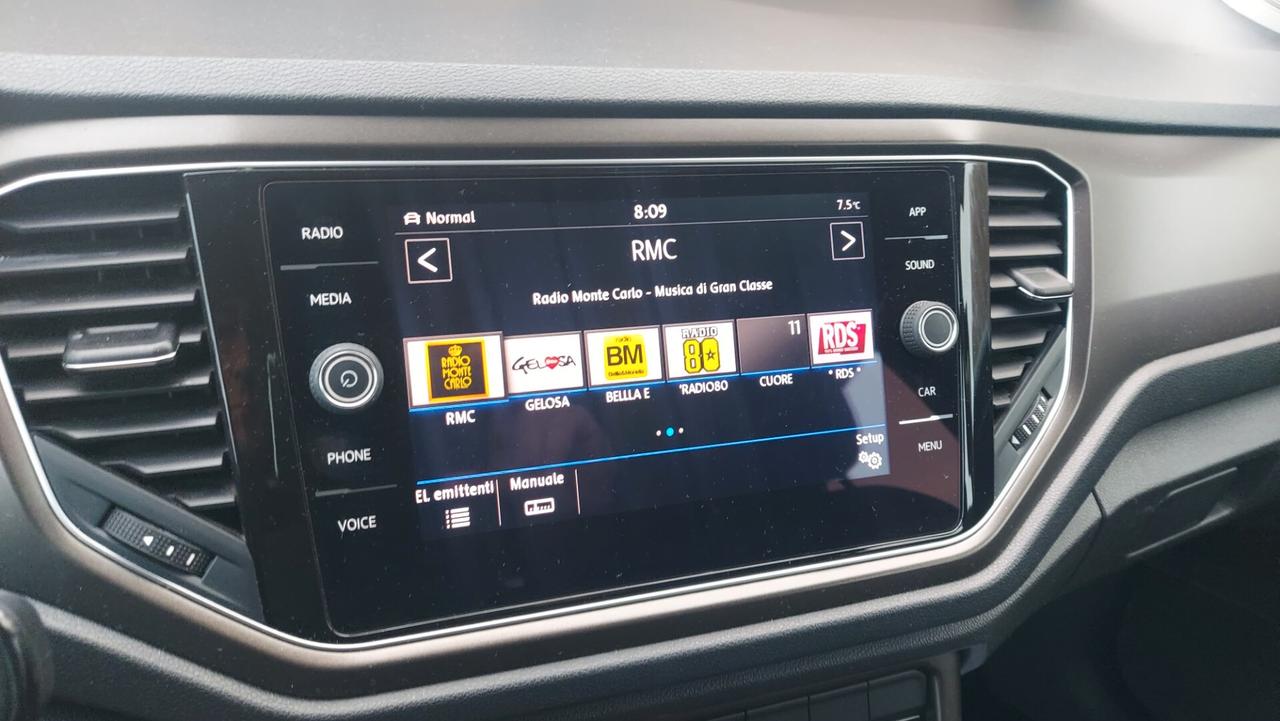 RADIO
MEDIA
PHONE
VOICE
Normal
8:09
7.5°C
<
RMC
>
Radio Monte Carlo - Musica di Gran Classe
RADIO
MONTE
CARLO
GELOSA
radio
BM
RADIO
80
11
RDS
RMC
GELOSA
BELLLA E
'RADIO80
CUORE
° RDS °
Setup
El. emittenti
Manuale
APP
SOUND
CAR
MENU